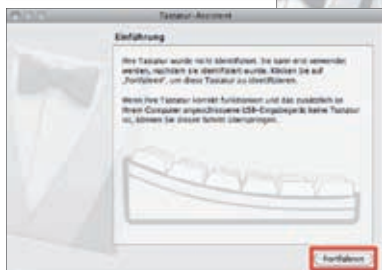 Tastatur-Assistent
Einführung
Ihre Tastatur wurde nicht identifiziert. Sie kann erst verwendet
werden, nachdem sie identifiziert wurde. Klicken Sie auf
„Fortfahren“, um diese Tastatur zu identifizieren.
Wenn Ihre Tastatur korrekt funktioniert und das zusätzlich an
Ihrem Computer angeschlossene USB-Eingabegerät keine Tastatur
ist, können Sie diesen Schritt überspringen.
Fortfahren